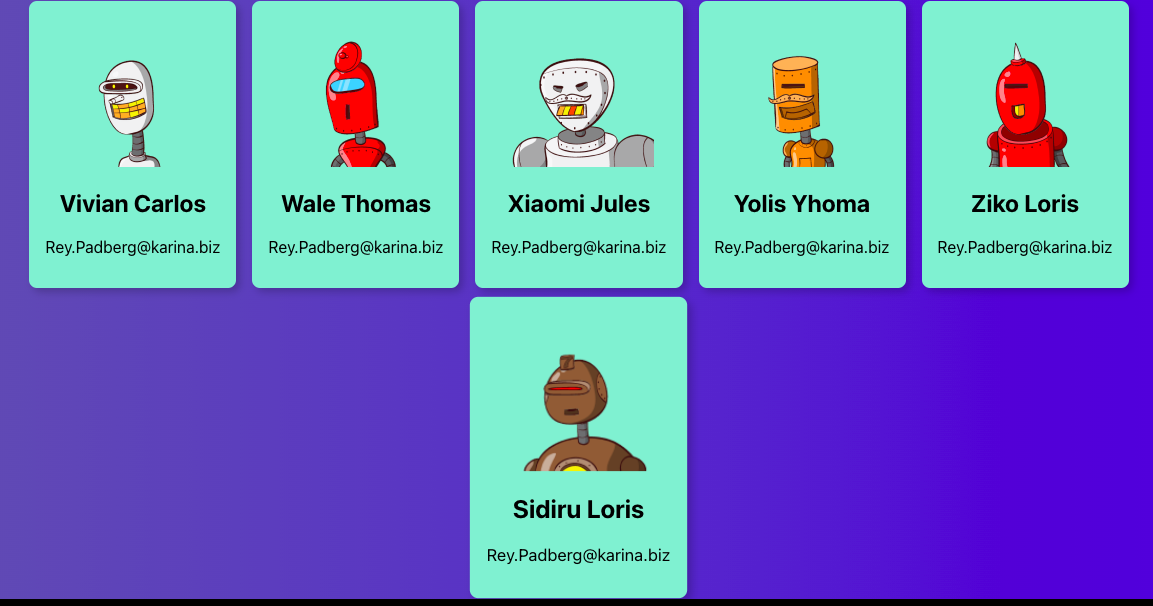 Vivian Carlos
Rey.Padberg@karina.biz
Wale Thomas
Rey.Padberg@karina.biz
Xiaomi Jules
Rey.Padberg@karina.biz
Yolis Yhoma
Rey.Padberg@karina.biz
Ziko Loris
Rey.Padberg@karina.biz
Sidiru Loris
Rey.Padberg@karina.biz